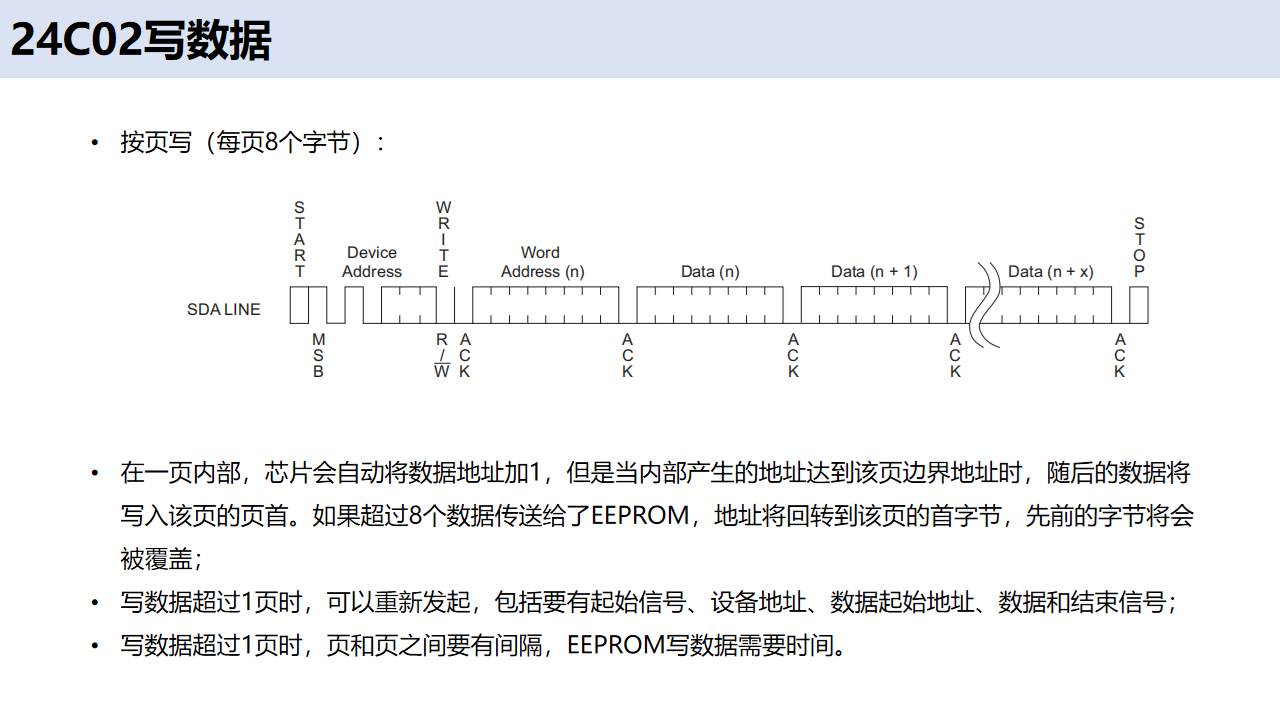 24C02写数据
• 按页写（每页8个字节）：
START
WRITE
STOP
Device
Address
Word
Address (n)
Data (n)
Data (n + 1)
Data (n + x)
SDA LINE
MSB
R/W
ACK
ACK
ACK
ACK
ACK
• 在一页内部，芯片会自动将数据地址加1，但是当内部产生的地址达到该页边界地址时，随后的数据将
写入该页的页首。如果超过8个数据传送给了EEPROM，地址将回转到该页的首字节，先前的字节将会
被覆盖；
• 写数据超过1页时，可以重新发起，包括要有起始信号、设备地址、数据起始地址、数据和结束信号；
• 写数据超过1页时，页和页之间要有间隔，EEPROM写数据需要时间。